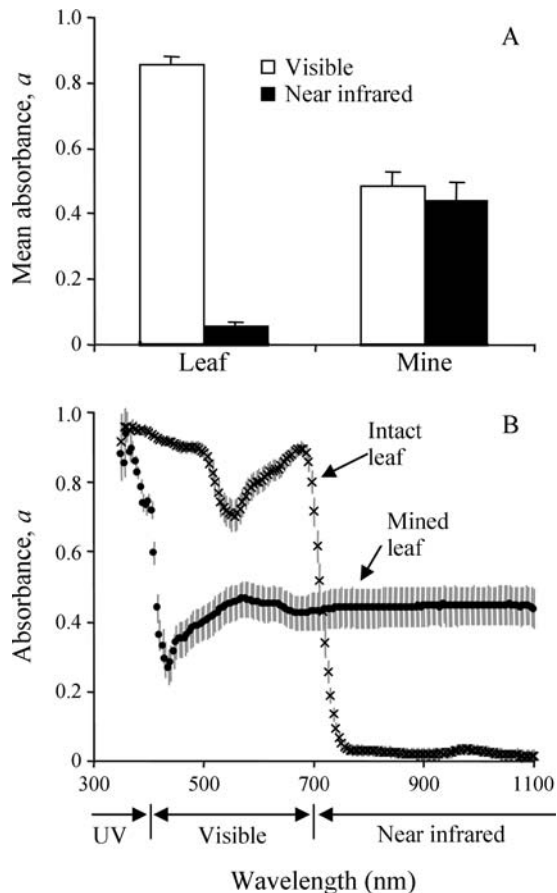 A
1.0
Visible
Near infrared
0.8
0.6
0.4
0.2
0
Mean absorbance, a
Leaf
Mine
B
1.0
Intact
leaf
0.8
Mined
leaf
0.6
0.4
0.2
0
Absorbance, a
300
500
700
900
1100
UV
Visible
Near infrared
Wavelength (nm)